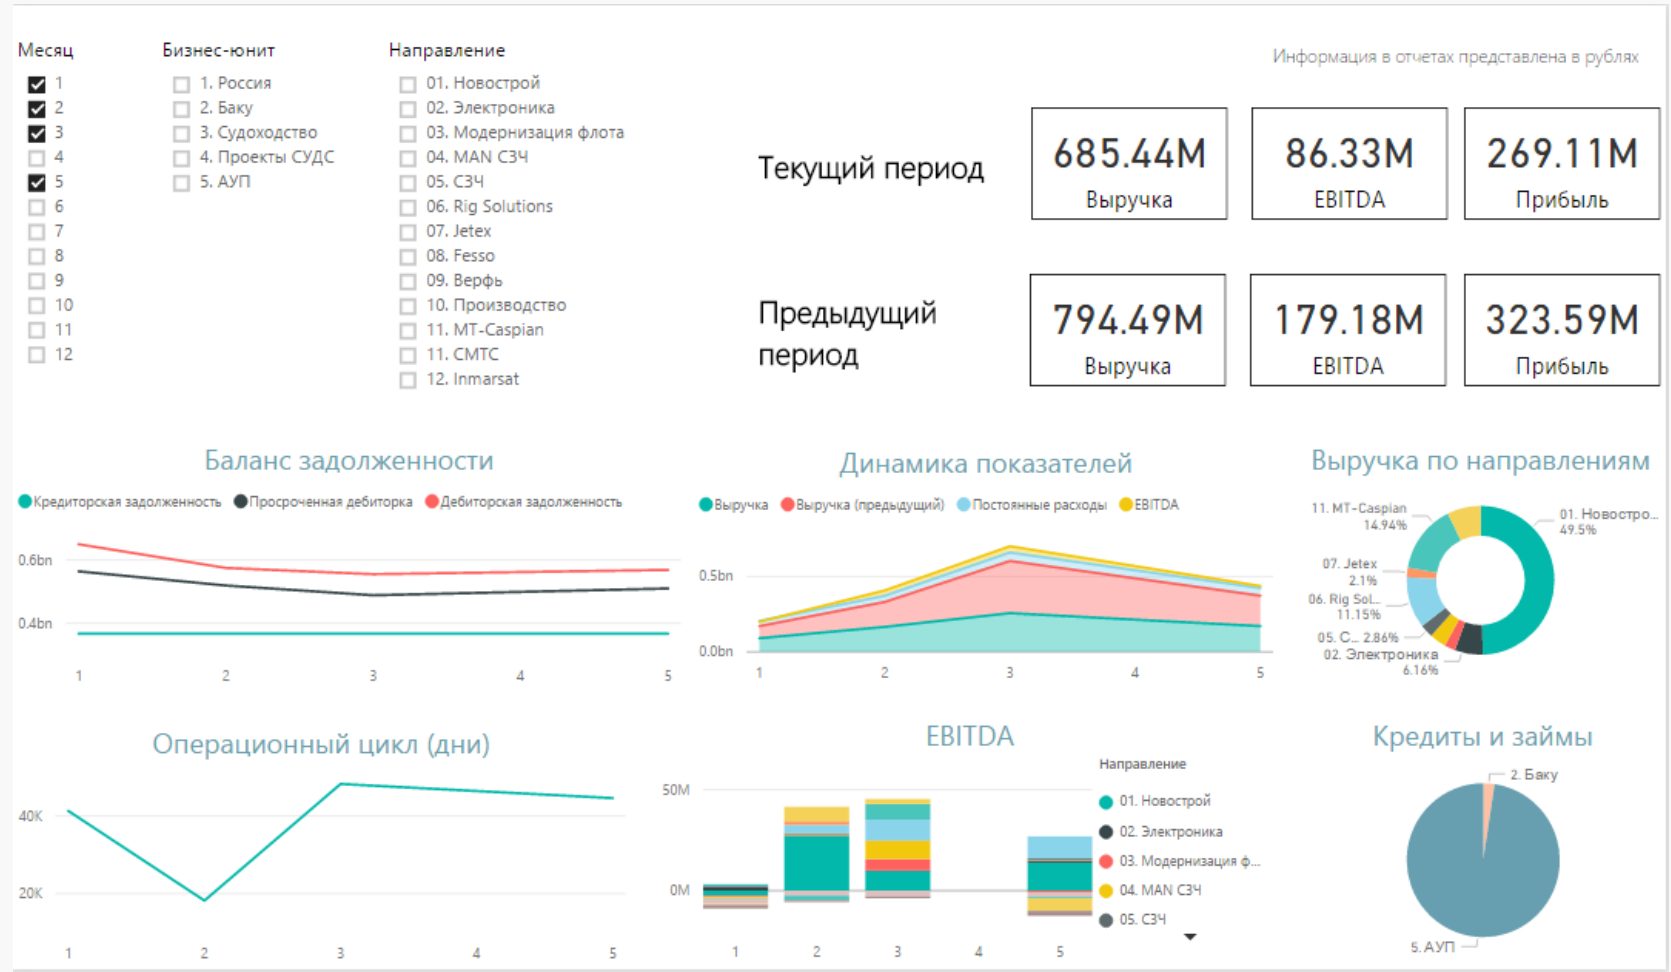 Месяц
1
2
3
4
5
6
7
8
9
10
11
12
Бизнес-юнит
1. Россия
2. Баку
3. Судоходство
4. Проекты СУДС
5. АУП
Направление
01. Новострой
02. Электроника
03. Модернизация флота
04. MAN СЗЧ
05. СЗЧ
06. Rig Solutions
07. Jetex
08. Fesso
09. Верфь
10. Производство
11. MT-Caspian
11. СМТС
12. Inmarsat
Информация в отчетах представлена в рублях
Текущий период
685.44M
Выручка
86.33M
EBITDA
269.11M
Прибыль
Предыдущий
период
794.49M
Выручка
179.18M
EBITDA
323.59M
Прибыль
Баланс задолженности
Кредиторская задолженность Просроченная дебиторка Дебиторская задолженность
0.6bn
0.4bn
1 2 3 4 5
Динамика показателей
Выручка Выручка (предыдущий) Постоянные расходы EBITDA
0.5bn
0.0bn
1 2 3 4 5
Выручка по направлениям
11. MT-Caspian
14.94%
01. Новостро...
49.5%
07. Jetex
2.1%
06. Rig Sol...
11.15%
05. С... 2.86%
02. Электроника
6.16%
Операционный цикл (дни)
40K
20K
1 2 3 4 5
EBITDA
50M
0M
1 2 3 4 5
Направление
01. Новострой
02. Электроника
03. Модернизация ф...
04. MAN СЗЧ
05. СЗЧ
Кредиты и займы
2. Баку
5. АУП